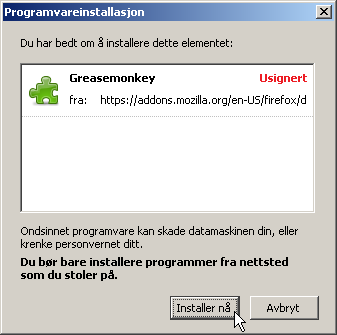 Programvareinstallasjon
Du har bedt om å installere dette elementet:
Greasemonkey Usignert
fra: https://addons.mozilla.org/en-US/firefox/d
Ondsinnet programvare kan skade datamaskinen din, eller
krenke personvernet ditt.
Du bør bare installere programmer fra nettsted
som du stoler på.
Installer nå Avbryt